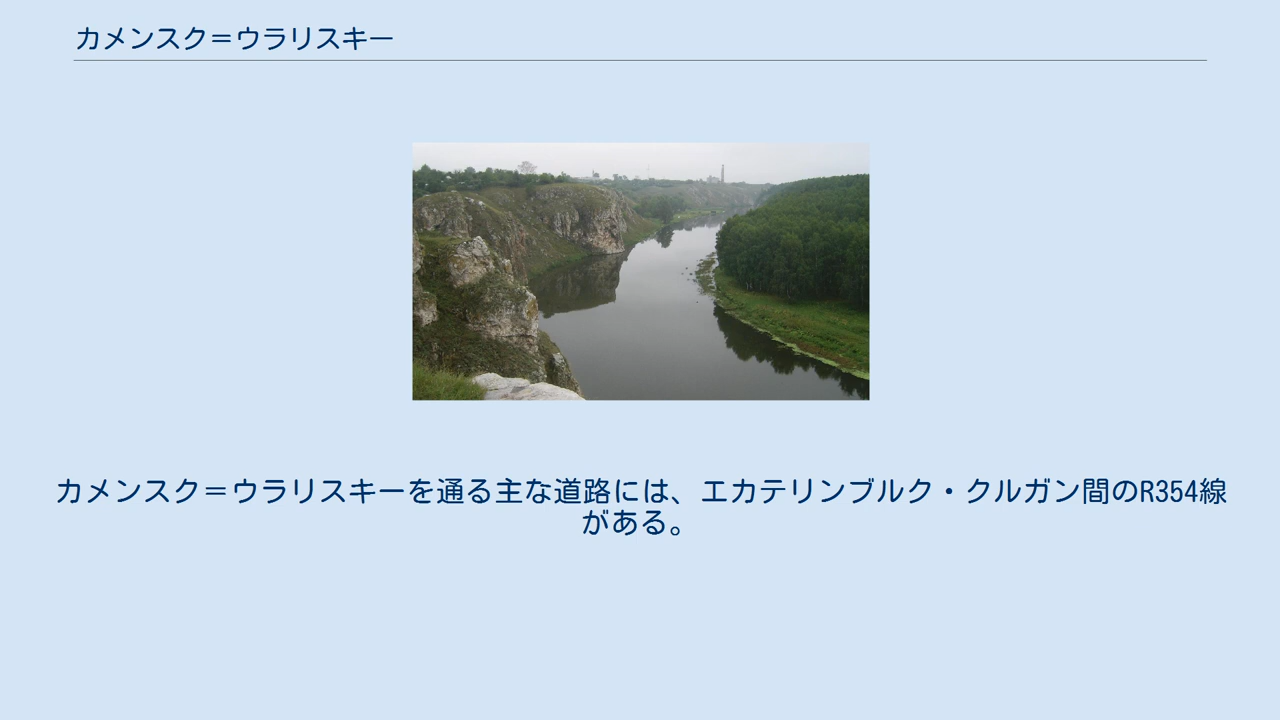 カメンスク＝ウラリスキー
カメンスク＝ウラリスキーを通る主な道路には、エカテリンブルク・クルガン間のR354線
がある。